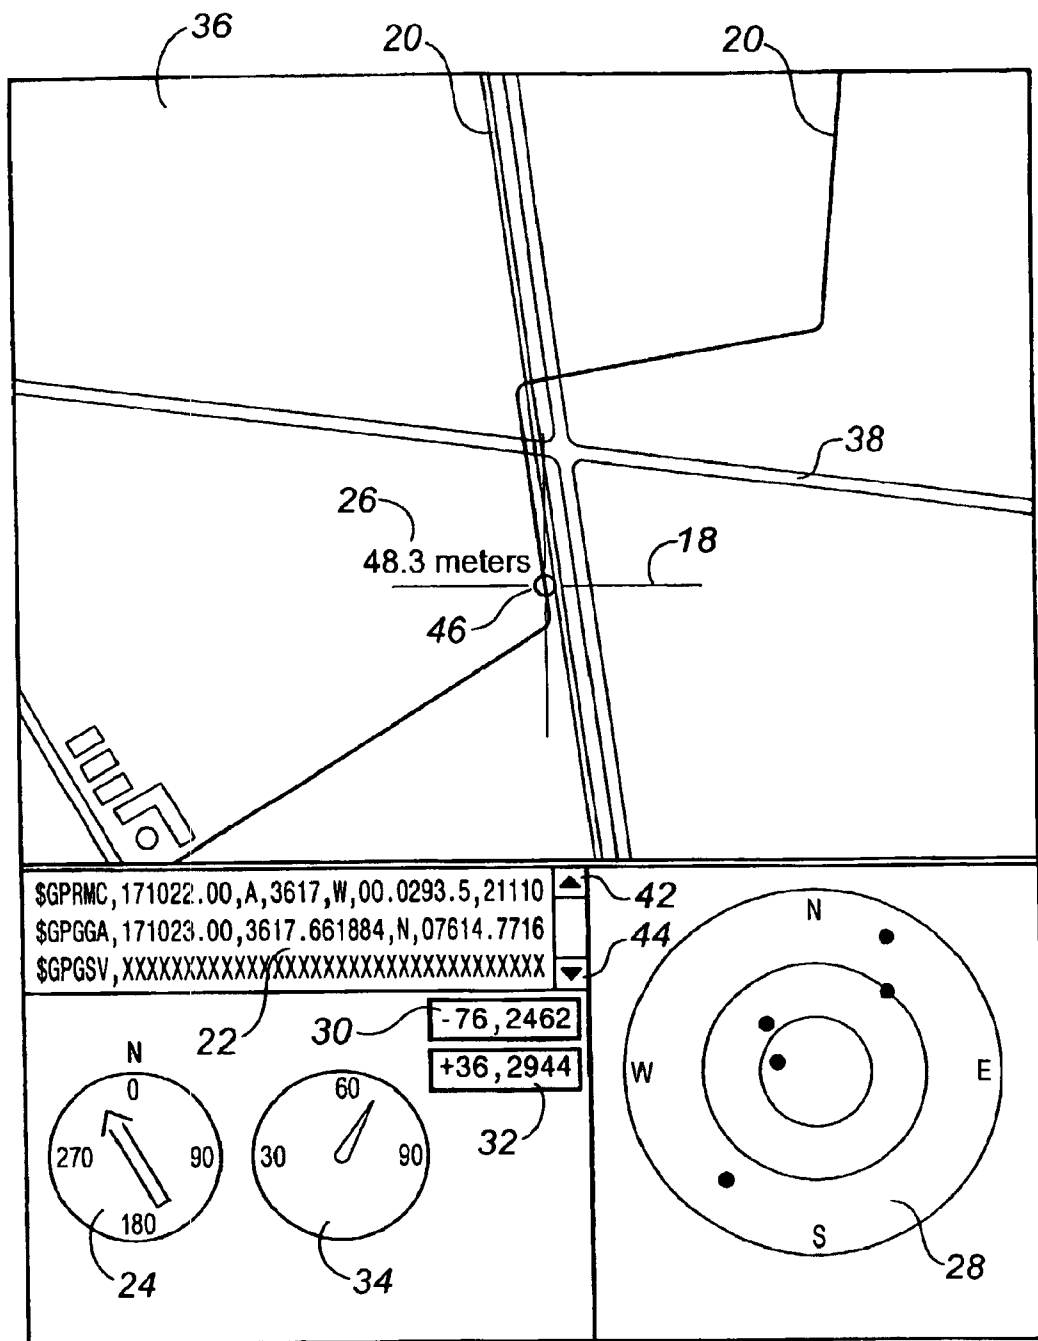 36
20
20
38
26
48.3 meters
18
46
$GPRMC,171022.00,A,3617,W,00.0293.5,21110
$GPGGA,171023.00,3617.661884,N,07614.7716
$GPGSV,XXXXXXXXXXXXXXXXXXXXXXXXXXXXXXXXXXX
42
44
22
30
-76,2462
+36,2944
32
N
0
270
90
180
24
60
30
90
34
N
W
E
S
28